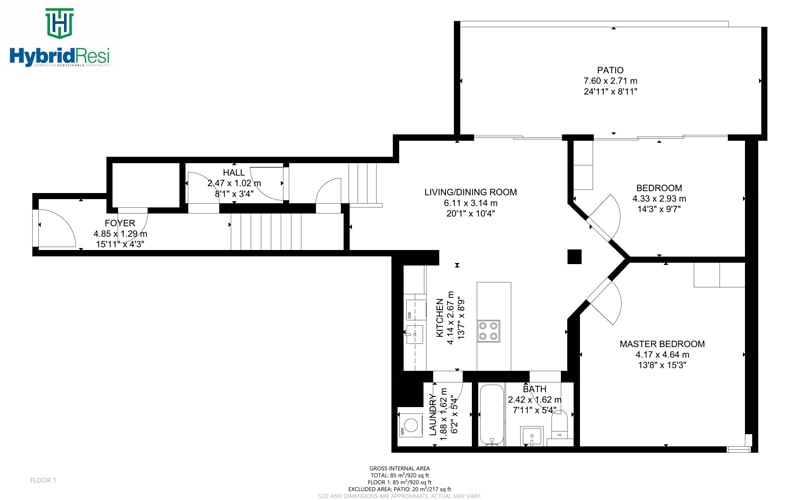 HybridResi
PATIO
7.60 x 2.71 m
24'11" x 8'11"
HALL
2.47 x 1.02 m
8'1" x 3'4"
LIVING/DINING ROOM
6.11 x 3.14 m
20'1" x 10'4"
BEDROOM
4.33 x 2.93 m
14'3" x 9'7"
FOYER
4.85 x 1.29 m
15'11" x 4'3"
KITCHEN
4.14 x 2.67 m
13'7" x 8'9"
MASTER BEDROOM
4.17 x 4.64 m
13'8" x 15'3"
LAUNDRY
1.88 x 1.62 m
6'2" x 5'4"
BATH
2.42 x 1.62 m
7'11" x 5'4"
FLOOR 1
GROSS INTERNAL AREA
TOTAL: 85 m²/920 sq ft
FLOOR 1: 85 m²/920 sq ft
EXCLUDED AREA: PATIO: 20 m²/217 sq ft
SIZE AND DIMENSIONS ARE APPROXIMATE, ACTUAL MAY VARY.